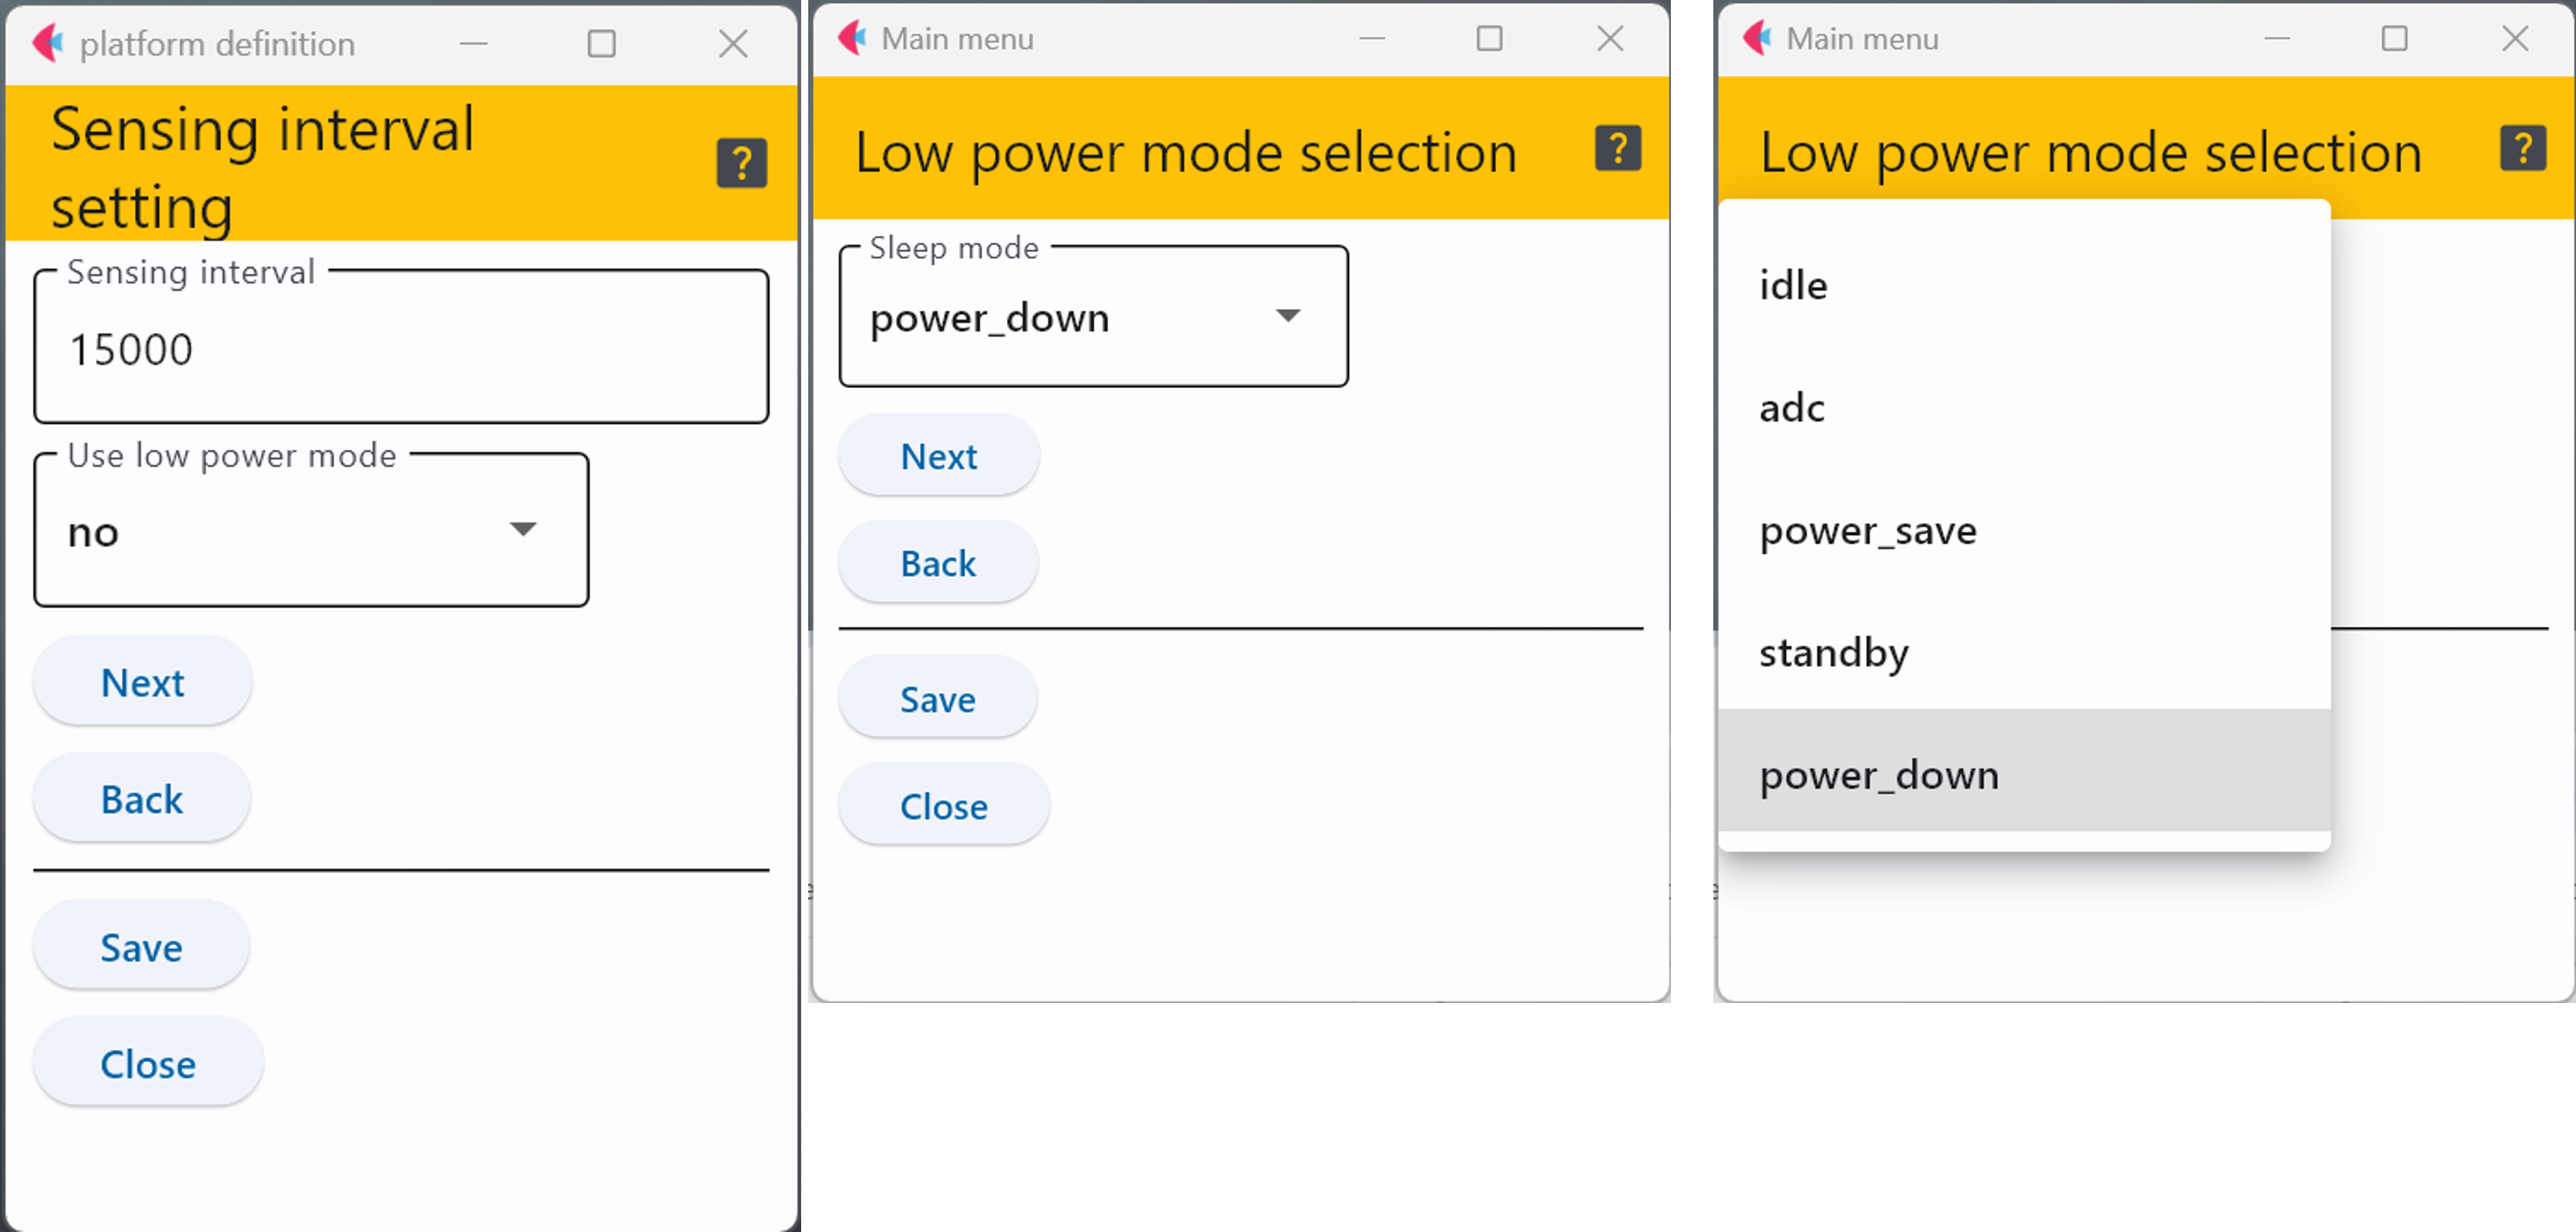 platform definition
Sensing interval
setting
?
Sensing interval
15000
Use low power mode
no
Next
Back
Save
Close
Main menu
Low power mode selection
?
Sleep mode
power_down
Next
Back
Save
Close
Main menu
Low power mode selection
?
idle
adc
power_save
standby
power_down